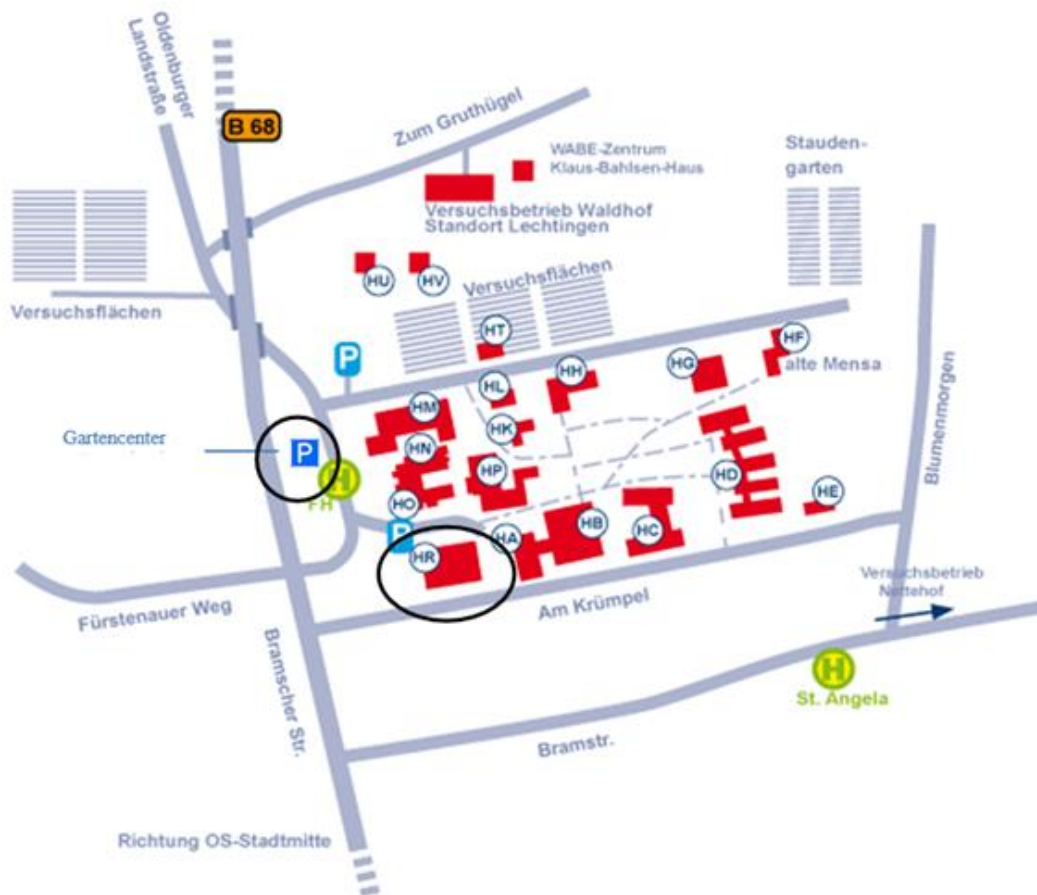 Oldenburger
Landstraße
B 68
Zum Gruthügel
WABE-Zentrum
Klaus-Bahlsen-Haus
Stauden-
garten
Versuchsbetrieb Waldhof
Standort Lechtingen
HU
HV
Versuchsflächen
Versuchsflächen
HT
HF
P
HH
HG
alte Mensa
HL
HM
Blumenmorgen
HK
Gartencenter
P
HN
HP
HD
H
FH
HO
HE
P
HA
HB
HC
HR
Versuchsbetrieb
Nettehof
Fürstenauer Weg
Am Krümpel
Bramscher Str.
H
St. Angela
Bramstr.
Richtung OS-Stadtmitte